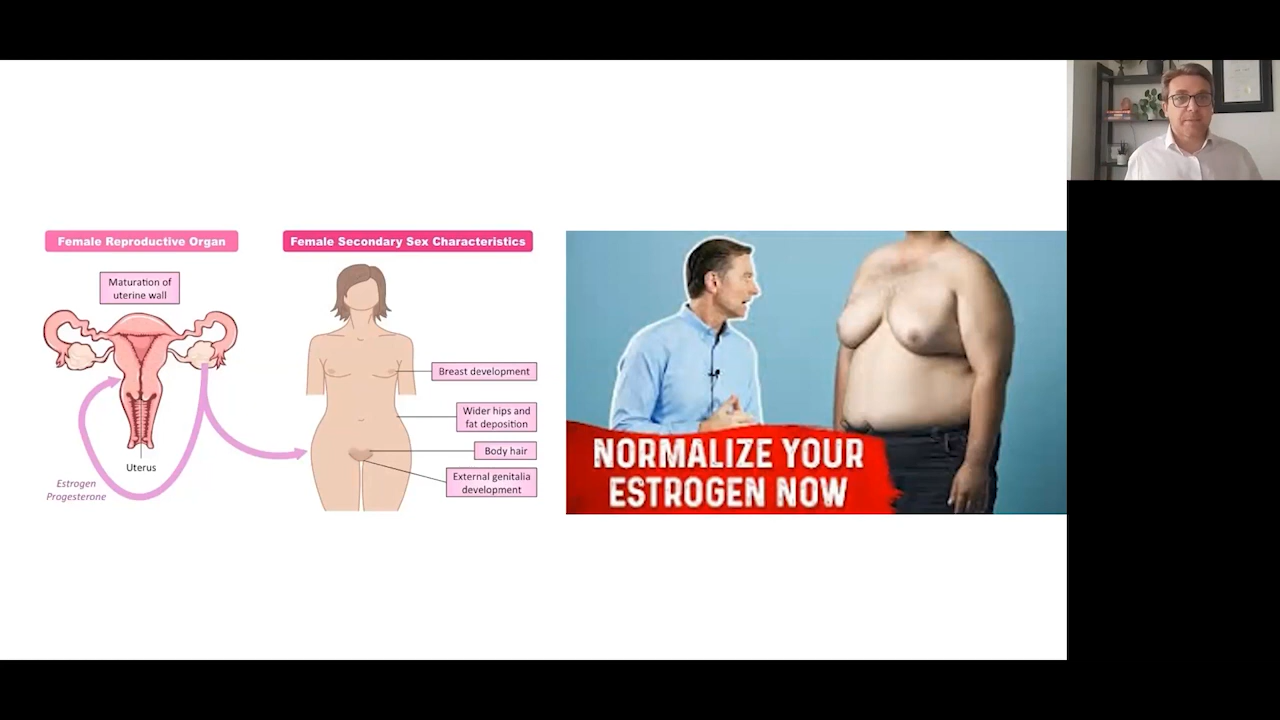 Female Reproductive Organ
Maturation of
uterine wall
Uterus
Estrogen
Progesterone
Female Secondary Sex Characteristics
Breast development
Wider hips and
fat deposition
Body hair
External genitalia
development
NORMALIZE YOUR
ESTROGEN NOW